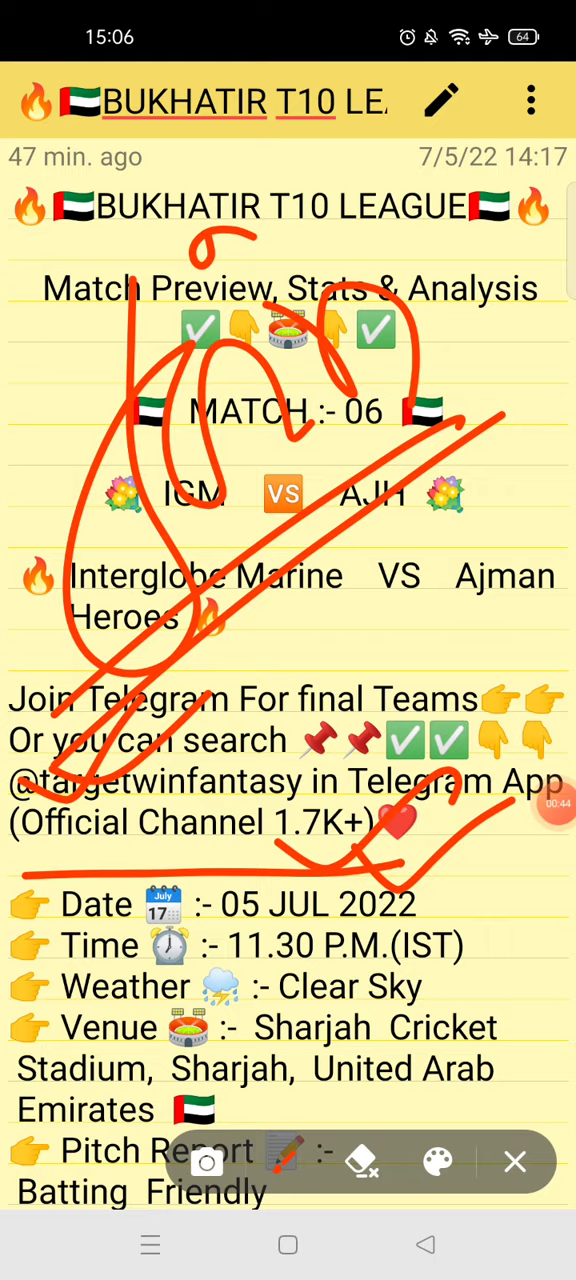 15:06
64
🔥🇦🇪BUKHATIR T10 LE
47 min. ago 7/5/22 14:17
🔥🇦🇪BUKHATIR T10 LEAGUE🇦🇪🔥
Match Preview, Stats & Analysis
✅👇🏟👇✅
🇦🇪 MATCH :- 06 🇦🇪
💐 IGM 🆚 AJH 💐
🔥 Interglobe Marine VS Ajman
Heroes 🔥
Join Telegram For final Teams👉👉
Or you can search 📌📌✅✅👇👇
@targetwinfantasy in Telegram App
(Official Channel 1.7K+)❤️
00:44
👉 Date 📅 :- 05 JUL 2022
👉 Time ⏰ :- 11.30 P.M.(IST)
👉 Weather ⛈ :- Clear Sky
👉 Venue 🏟 :- Sharjah Cricket
Stadium, Sharjah, United Arab
Emirates 🇦🇪
👉 Pitch Report 📝 :-
Batting Friendly